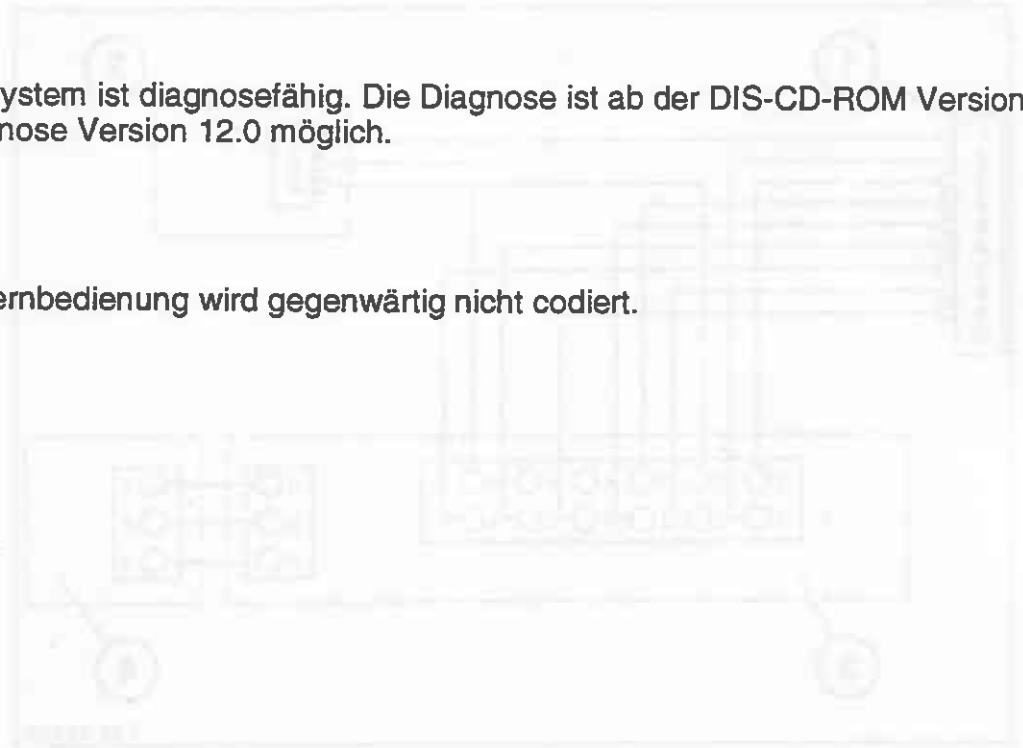 ystem ist diagnosefähig. Die Diagnose ist ab der DIS-CD-ROM Version
nose Version 12.0 möglich.
ernbedienung wird gegenwärtig nicht codiert.